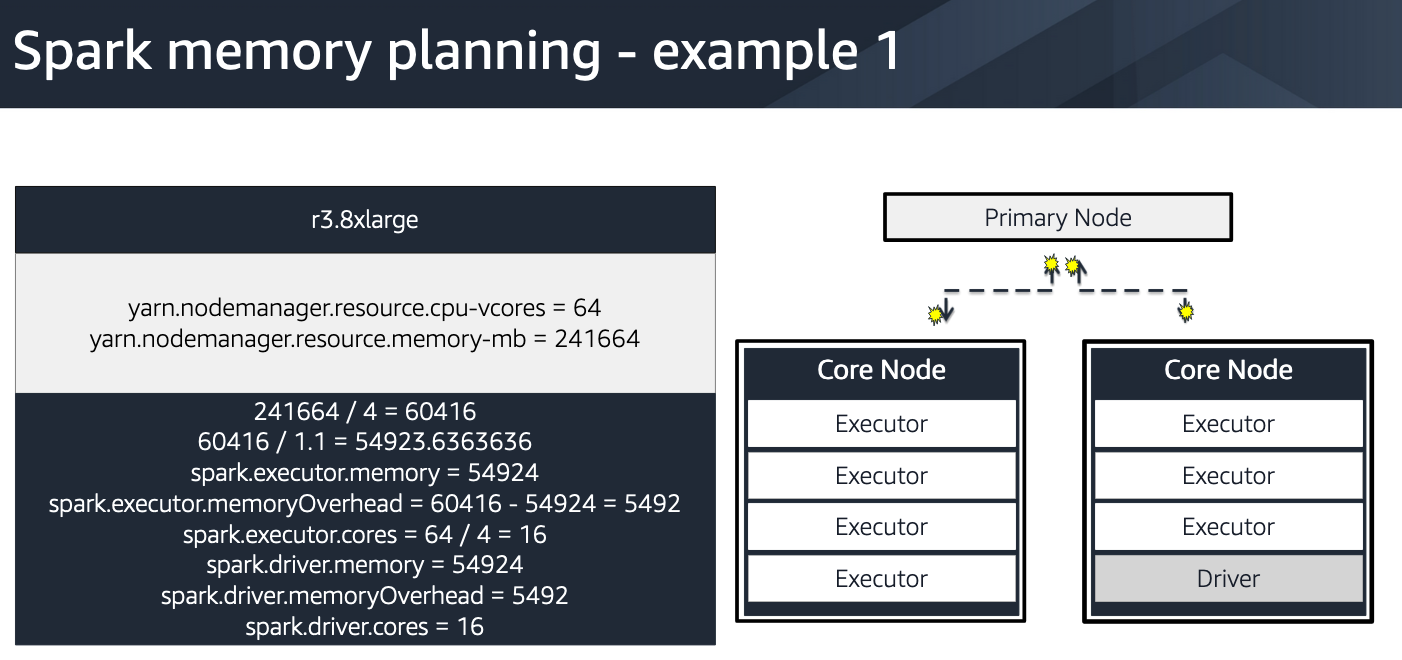 Spark memory planning - example 1
r3.8xlarge
yarn.nodemanager.resource.cpu-vcores = 64
yarn.nodemanager.resource.memory-mb = 241664
241664 / 4 = 60416
60416 / 1.1 = 54923.6363636
spark.executor.memory = 54924
spark.executor.memoryOverhead = 60416 - 54924 = 5492
spark.executor.cores = 64 / 4 = 16
spark.driver.memory = 54924
spark.driver.memoryOverhead = 5492
spark.driver.cores = 16
Primary Node
Core Node
Executor
Executor
Executor
Executor
Core Node
Executor
Executor
Executor
Driver